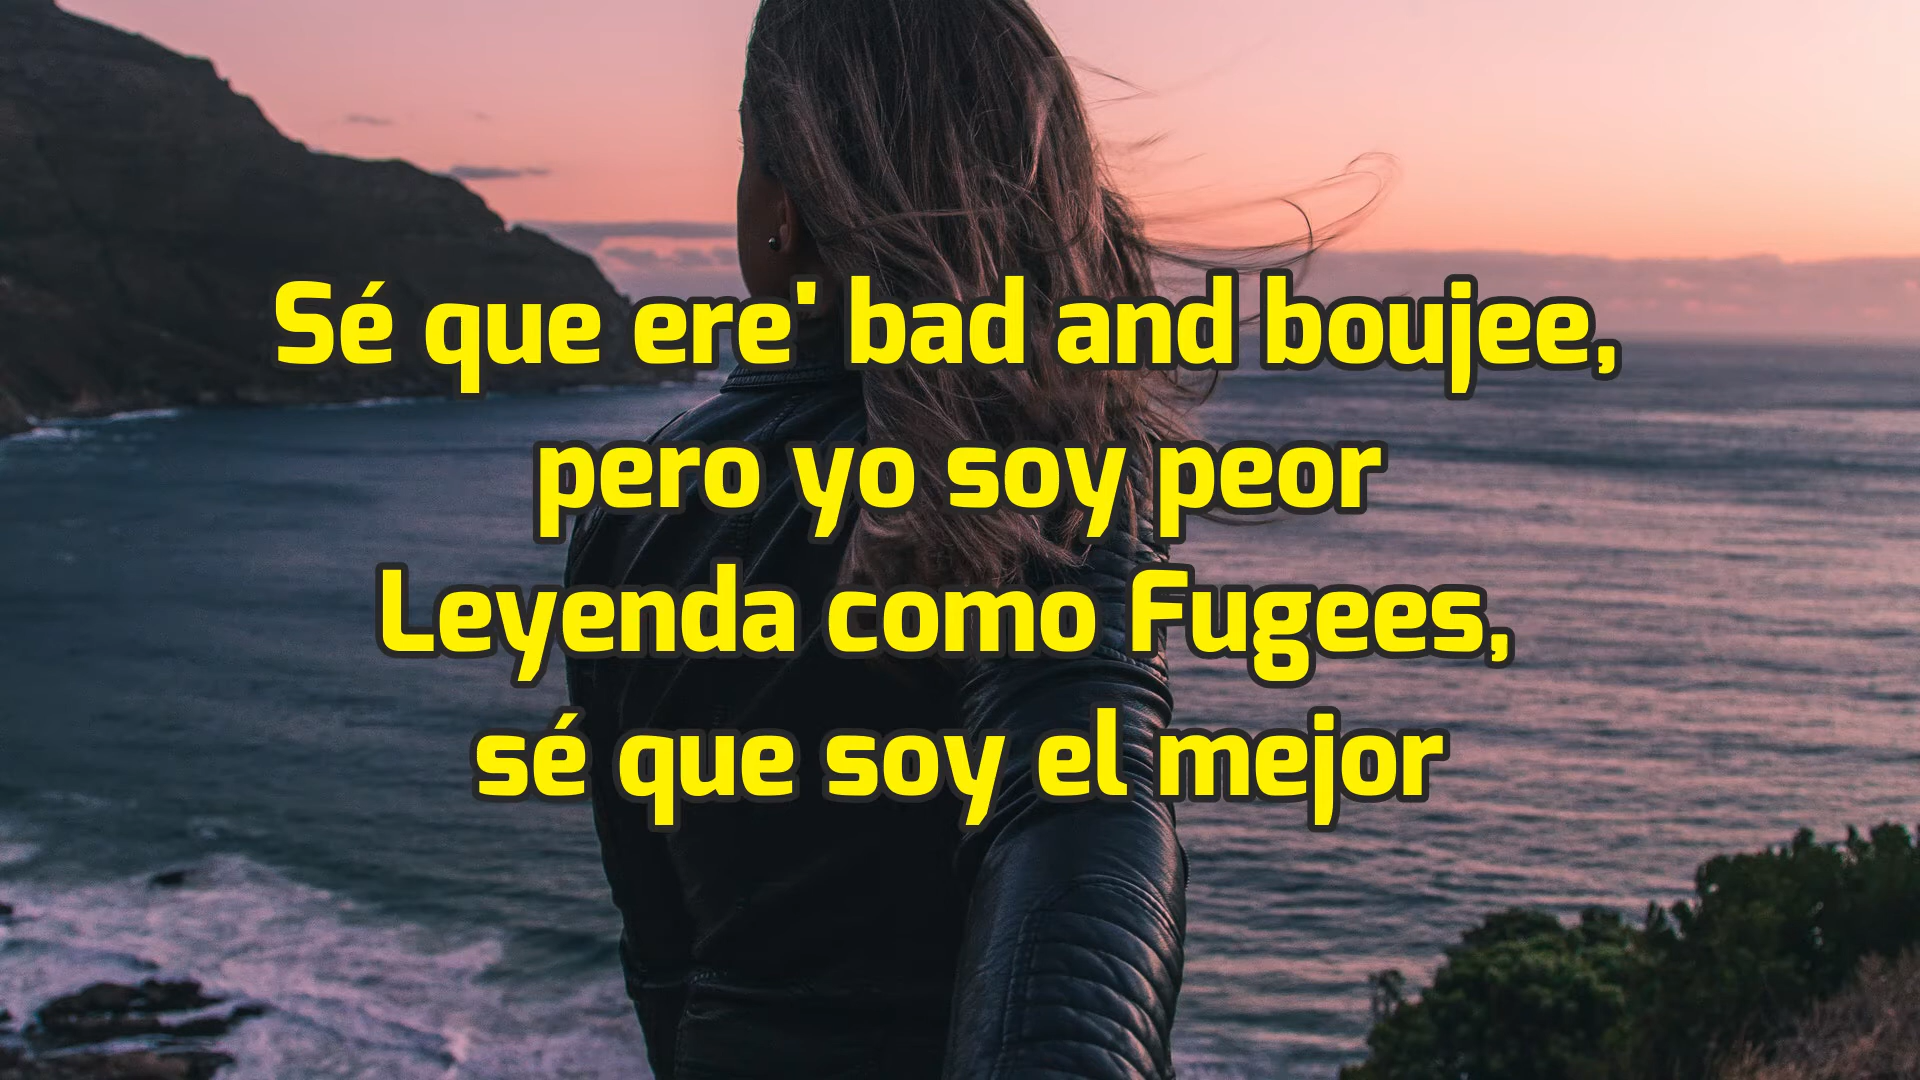 Sé que ere' bad and boujee,
pero yo soy peor
Leyenda como Fugees,
sé que soy el mejor